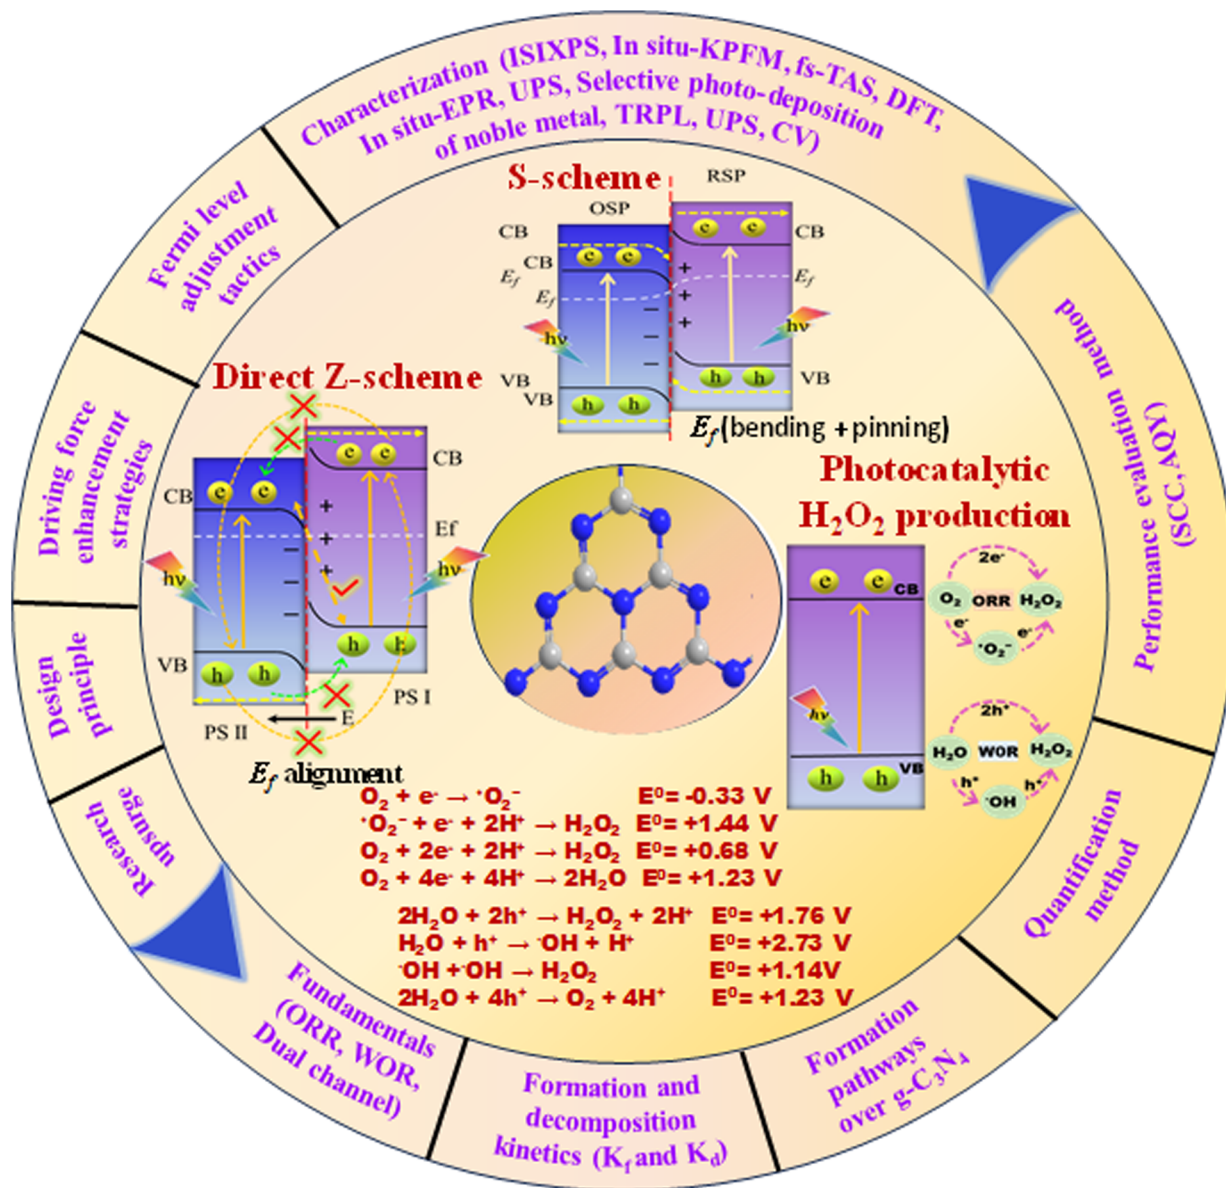 Characterization (ISIXPS, In situ-KPFM, fs-TAS, DFT,
In situ-EPR, UPS, Selective photo-deposition
of noble metal, TRPL, UPS, CV)
Fermi level
adjustment
tactics
Driving force
enhancement
strategies
Design
principle
Research
upsurge
Fundamentals
(ORR, WOR,
Dual channel)
Formation and
decomposition
kinetics (Kf and Kd)
Formation
pathways
over g-C3N4
Quantification
method
Performance evaluation method
(SCC, AQY)
S-scheme
RSP
OSP
CB
CB
CB
e
e
e
e
Ef
Ef
Ef
+
+
+
−
−
−
hν
hν
VB
VB
VB
h
h
h
h
Ef (bending + pinning)
Direct Z-scheme
CB
CB
e
e
e
e
Ef
+
+
+
−
−
−
hν
hν
VB
h
h
h
h
PS I
PS II
E
Ef alignment
Photocatalytic
H2O2 production
e
e
CB
hν
VB
h
h
2e-
O2 ORR H2O2
e- e-
·O2−
2h+
H2O WOR H2O2
h+ h+
·OH
O2 + e- → ·O2− E0= -0.33 V
·O2− + e- + 2H+ → H2O2 E0= +1.44 V
O2 + 2e- + 2H+ → H2O2 E0= +0.68 V
O2 + 4e- + 4H+ → 2H2O E0= +1.23 V
2H2O + 2h+ → H2O2 + 2H+ E0= +1.76 V
H2O + h+ → ·OH + H+ E0= +2.73 V
·OH +·OH → H2O2 E0= +1.14V
2H2O + 4h+ → O2 + 4H+ E0= +1.23 V